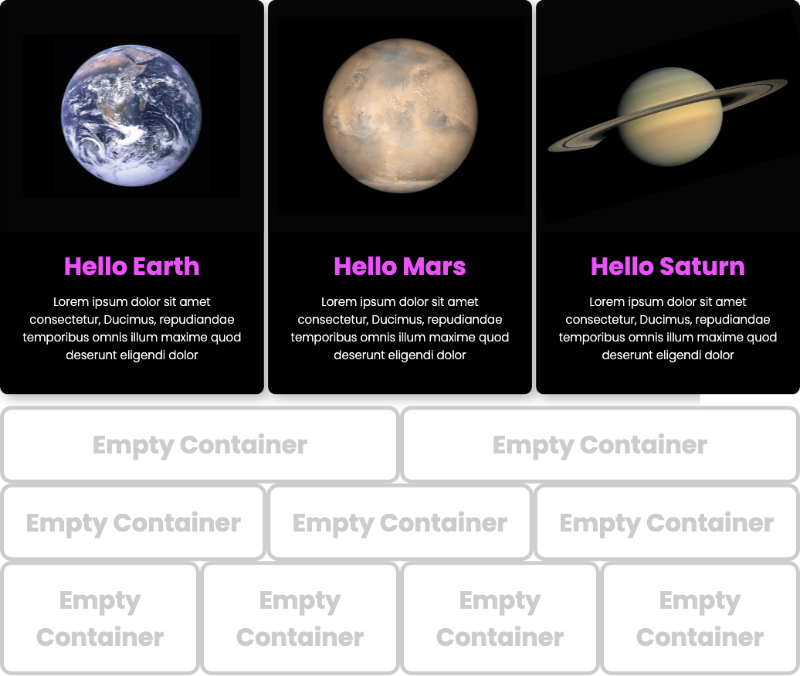 Hello Earth
Lorem ipsum dolor sit amet
consectetur, Ducimus, repudiandae
temporibus omnis illum maxime quod
deserunt eligendi dolor
Hello Mars
Lorem ipsum dolor sit amet
consectetur, Ducimus, repudiandae
temporibus omnis illum maxime quod
deserunt eligendi dolor
Hello Saturn
Lorem ipsum dolor sit amet
consectetur, Ducimus, repudiandae
temporibus omnis illum maxime quod
deserunt eligendi dolor
Empty Container
Empty Container
Empty Container
Empty Container
Empty Container
Empty
Container
Empty
Container
Empty
Container
Empty
Container